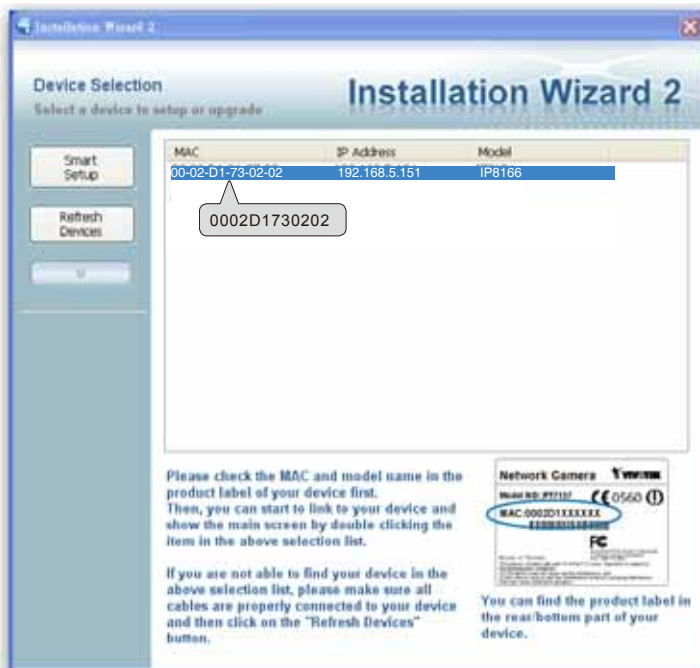 Installation Wizard 2
Device Selection
Installation Wizard 2
Select a device to setup or upgrade
Smart
Setup
Refresh
Devices
MAC IP Address Model
00-02-D1-73-02-02 192.168.5.151 IP8166
0002D1730202
Please check the MAC and model name in the
product label of your device first.
Then, you can start to link to your device and
show the main screen by double clicking the
item in the above selection list.
If you are not able to find your device in the
above selection list, please make sure all
cables are properly connected to your device
and then click on the "Refresh Devices"
button.
Network Camera VIVOTEK
CE 0560
MAC:0002D1XXXXXX
FC
You can find the product label in
the rear/bottom part of your
device.